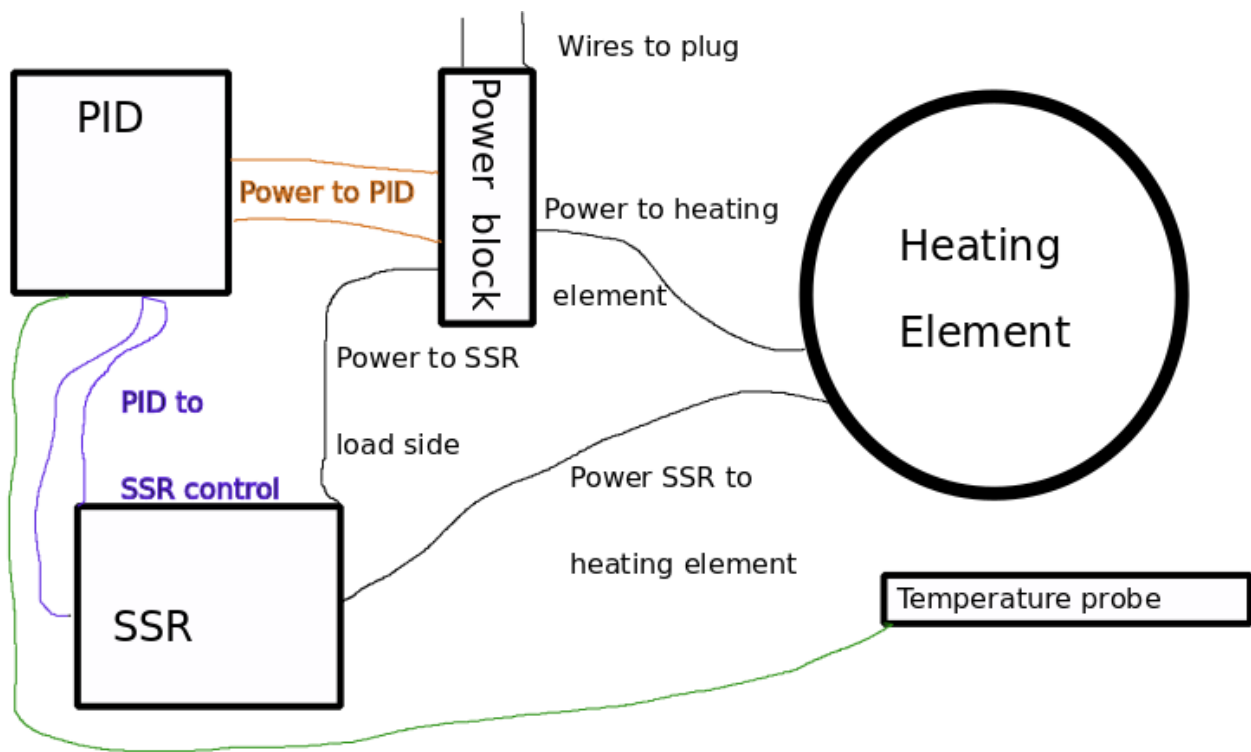 Wires to plug
PID
Power block
Power to PID
Power to heating
element
Heating
Element
Power to SSR
load side
PID to
SSR control
Power SSR to
heating element
SSR
Temperature probe